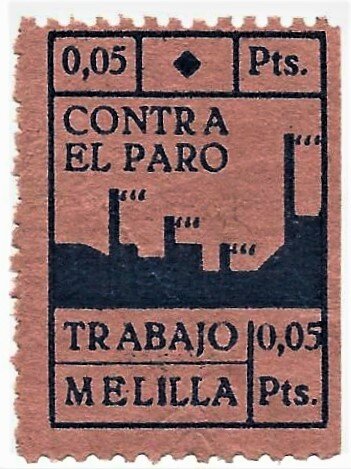 0,05 Pts.
CONTRA
EL PARO
TRABAJO 0,05
MELILLA Pts.